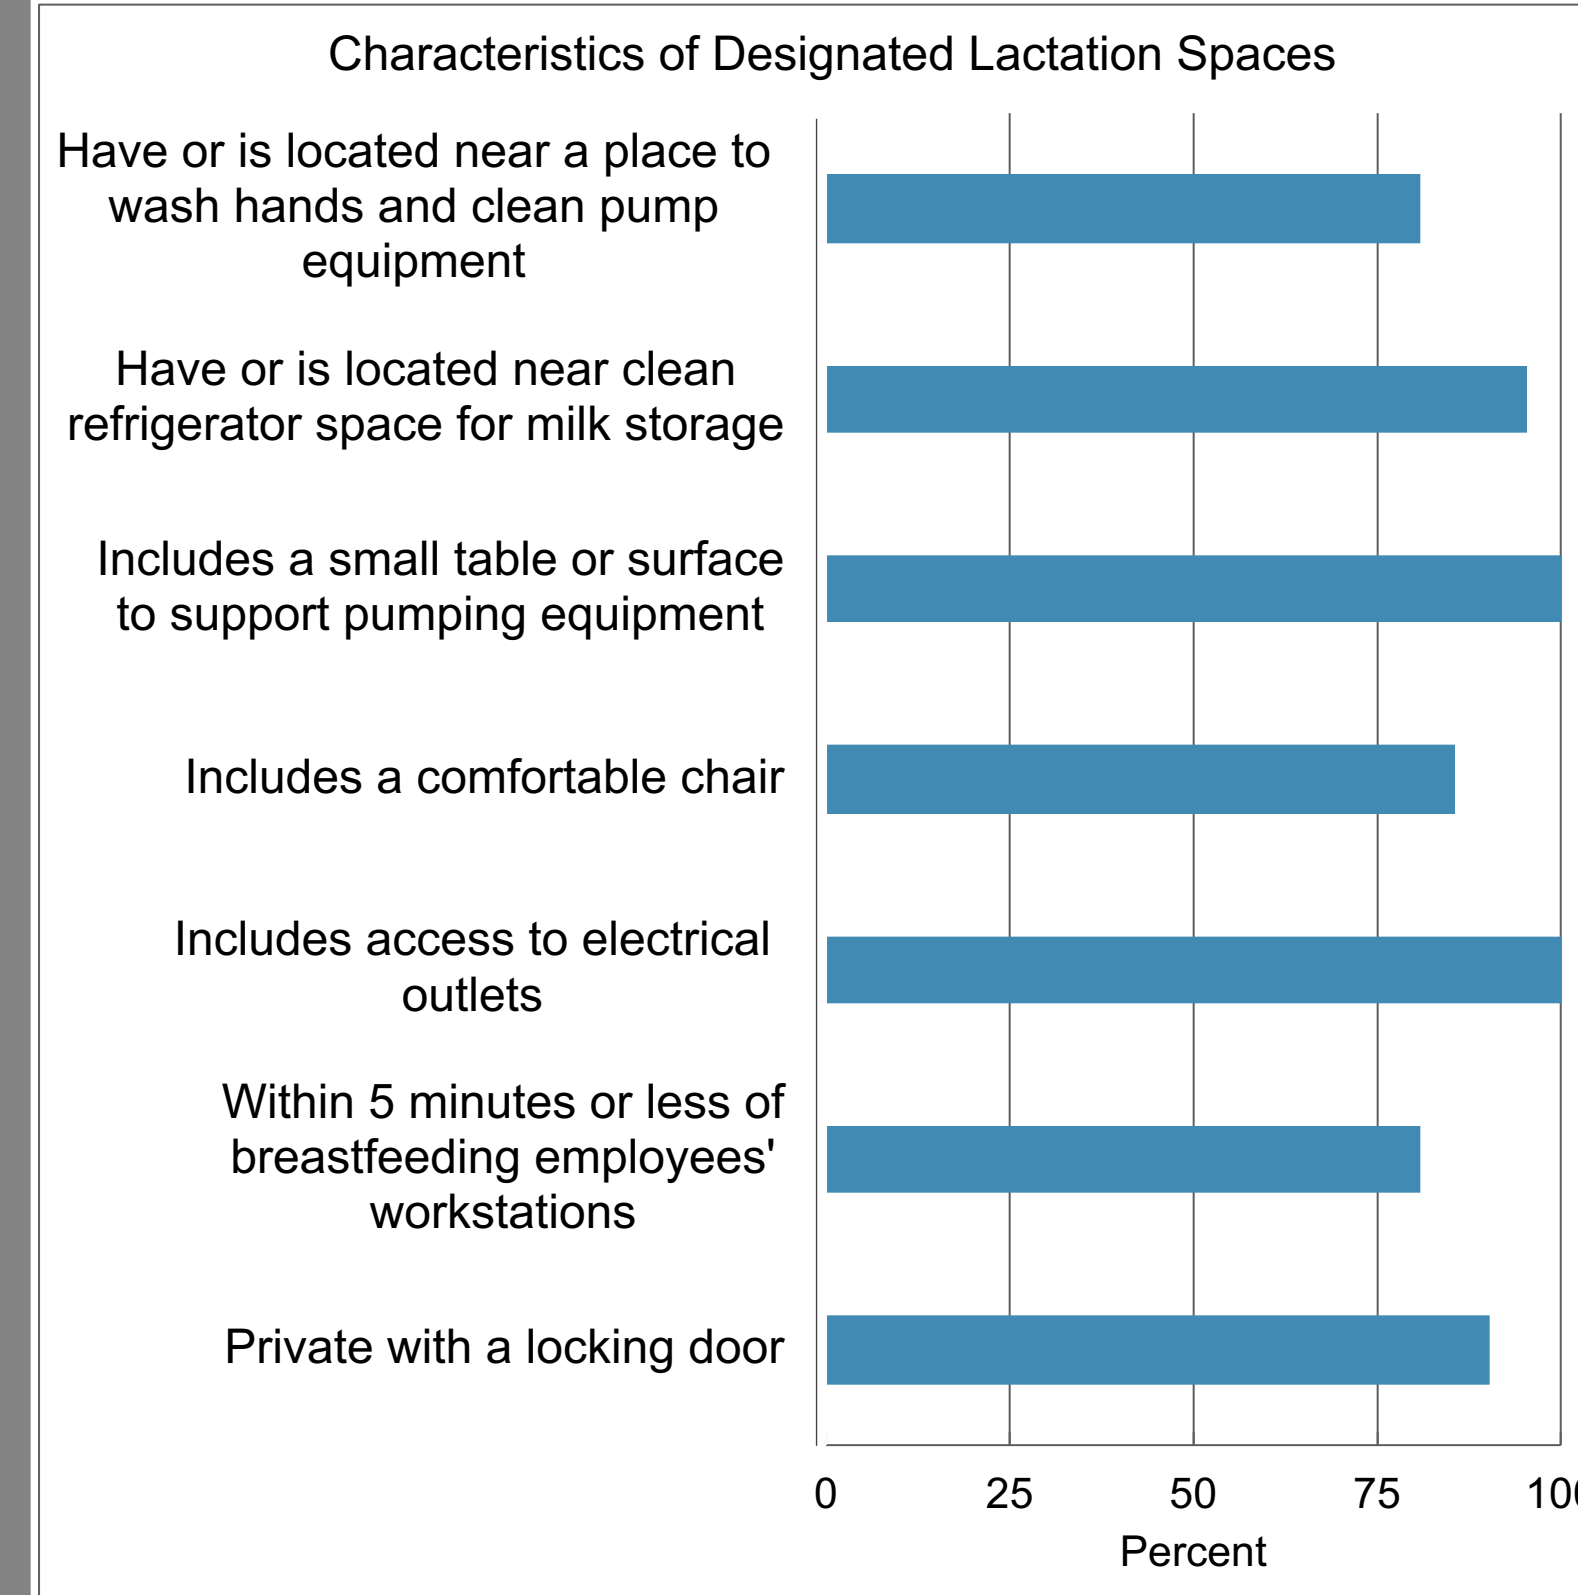 Characteristics of Designated Lactation Spaces
Have or is located near a place to
wash hands and clean pump
equipment
Have or is located near clean
refrigerator space for milk storage
Includes a small table or surface
to support pumping equipment
Includes a comfortable chair
Includes access to electrical
outlets
Within 5 minutes or less of
breastfeeding employees'
workstations
Private with a locking door
0 25 50 75 100
Percent